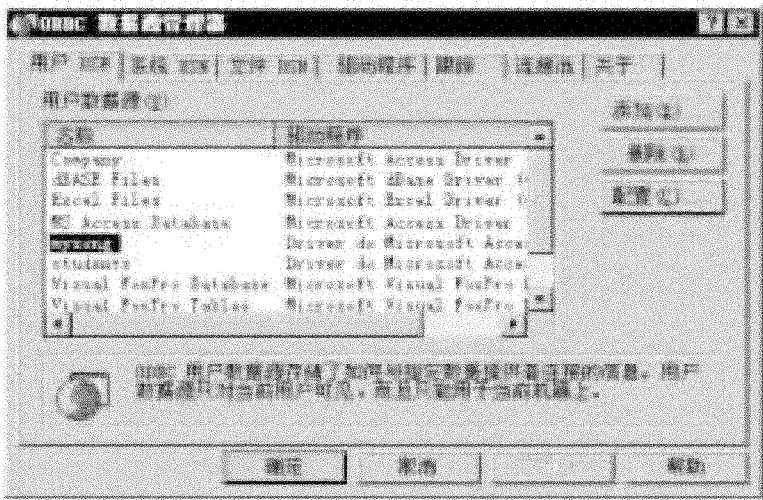 ODBC 数据源管理器
用户 DSN 系统 DSN 文件 DSN 驱动程序 跟踪 连接池 关于
用户数据源(U):
名称 驱动程序
添加(D)
删除(R)
配置(C)
Company Microsoft Access Driver
dBASE Files Microsoft dBase Driver
Excel Files Microsoft Excel Driver
MS Access Database Microsoft Access Driver
Driver do Microsoft Acce
students Driver do Microsoft Acce
Visual FoxPro Database Microsoft Visual FoxPro
Visual FoxPro Tables Microsoft Visual FoxPro
ODBC 用户数据源存储了如何与指定数据提供者连接的信息。用户
数据源只对当前用户可见，而且只能用于当前机器上。
确定 取消 帮助